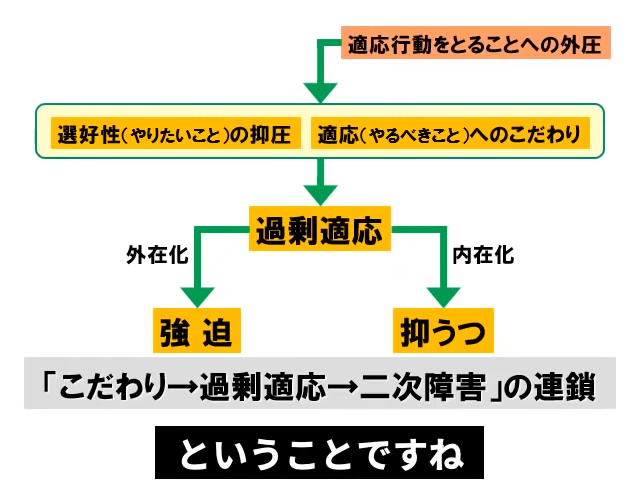 適応行動をとることへの外圧
選好性(やりたいこと)の抑圧
適応(やるべきこと)へのこだわり
過剰適応
外在化
内在化
強 迫
抑うつ
「こだわり→過剰適応→二次障害」の連鎖
ということですね